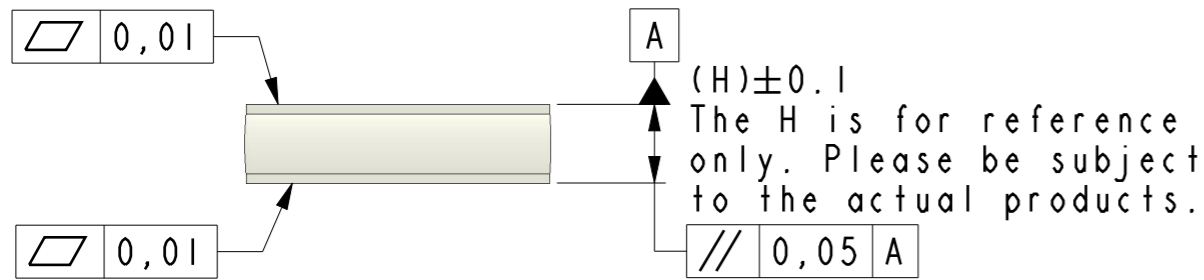 0,01
A
(H)±0.1
The H is for reference
only. Please be subject
to the actual products.
0,01
// 0,05 A